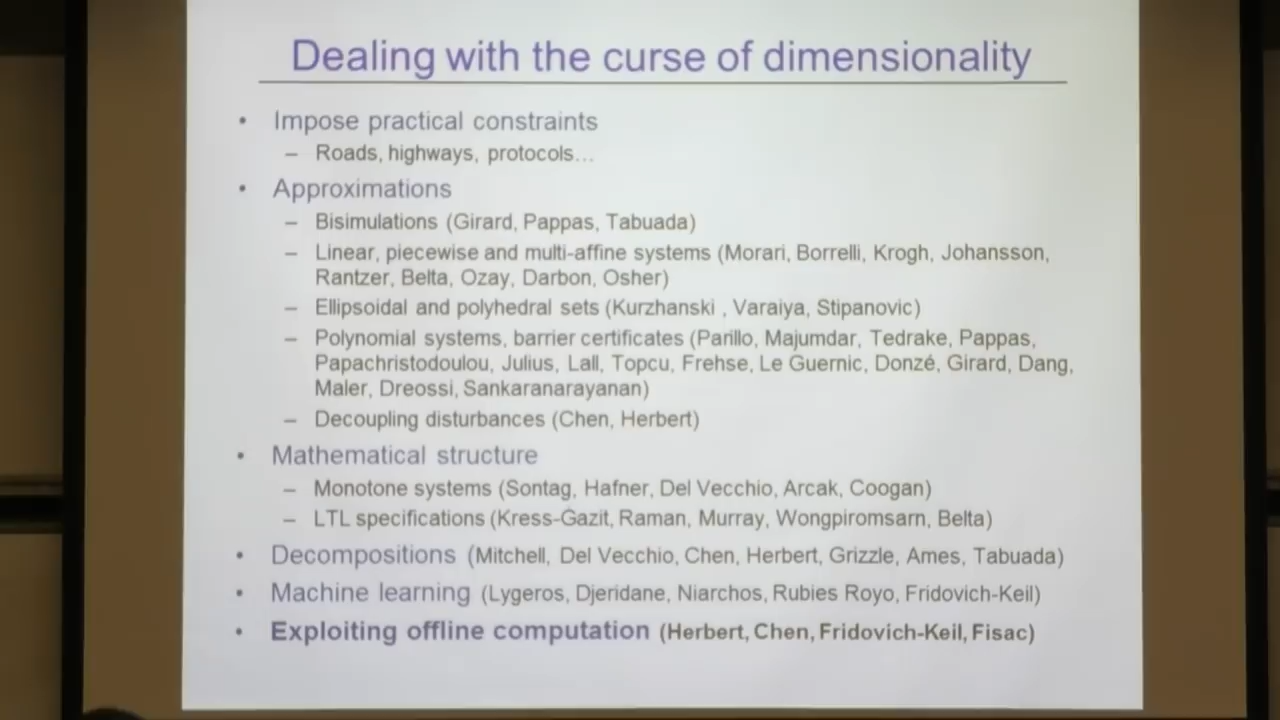 Dealing with the curse of dimensionality
• Impose practical constraints
– Roads, highways, protocols…
• Approximations
– Bisimulations (Girard, Pappas, Tabuada)
– Linear, piecewise and multi-affine systems (Morari, Borrelli, Krogh, Johansson,
Rantzer, Belta, Ozay, Darbon, Osher)
– Ellipsoidal and polyhedral sets (Kurzhanski , Varaiya, Stipanovic)
– Polynomial systems, barrier certificates (Parillo, Majumdar, Tedrake, Pappas,
Papachristodoulou, Julius, Lall, Topcu, Frehse, Le Guernic, Donzé, Girard, Dang,
Maler, Dreossi, Sankaranarayanan)
– Decoupling disturbances (Chen, Herbert)
• Mathematical structure
– Monotone systems (Sontag, Hafner, Del Vecchio, Arcak, Coogan)
– LTL specifications (Kress-Gazit, Raman, Murray, Wongpiromsarn, Belta)
• Decompositions (Mitchell, Del Vecchio, Chen, Herbert, Grizzle, Ames, Tabuada)
• Machine learning (Lygeros, Djeridane, Niarchos, Rubies Royo, Fridovich-Keil)
• Exploiting offline computation (Herbert, Chen, Fridovich-Keil, Fisac)